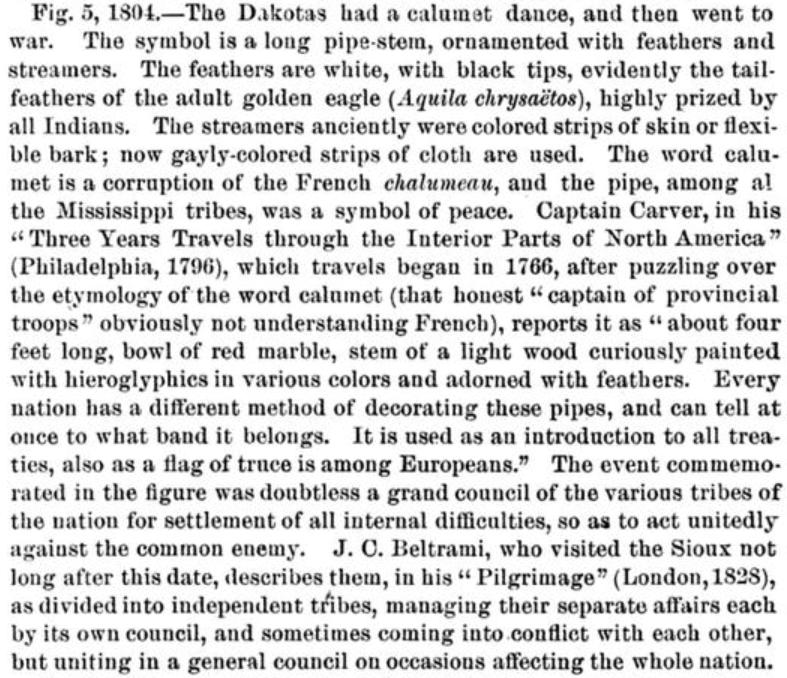 Fig. 5, 1804.—The Dakotas had a calumet dance, and then went to
war. The symbol is a long pipe-stem, ornamented with feathers and
streamers. The feathers are white, with black tips, evidently the tail-
feathers of the adult golden eagle (Aquila chrysaëtos), highly prized by
all Indians. The streamers anciently were colored strips of skin or flexi-
ble bark; now gayly-colored strips of cloth are used. The word calu-
met is a corruption of the French chalumeau, and the pipe, among al
the Mississippi tribes, was a symbol of peace. Captain Carver, in his
“Three Years Travels through the Interior Parts of North America”
(Philadelphia, 1796), which travels began in 1766, after puzzling over
the etymology of the word calumet (that honest “captain of provincial
troops” obviously not understanding French), reports it as “about four
feet long, bowl of red marble, stem of a light wood curiously painted
with hieroglyphics in various colors and adorned with feathers. Every
nation has a different method of decorating these pipes, and can tell at
once to what band it belongs. It is used as an introduction to all trea-
ties, also as a flag of truce is among Europeans.” The event commemo-
rated in the figure was doubtless a grand council of the various tribes of
the nation for settlement of all internal difficulties, so as to act unitedly
against the common enemy. J. C. Beltrami, who visited the Sioux not
long after this date, describes them, in his “Pilgrimage” (London, 1828),
as divided into independent tribes, managing their separate affairs each
by its own council, and sometimes coming into conflict with each other,
but uniting in a general council on occasions affecting the whole nation.